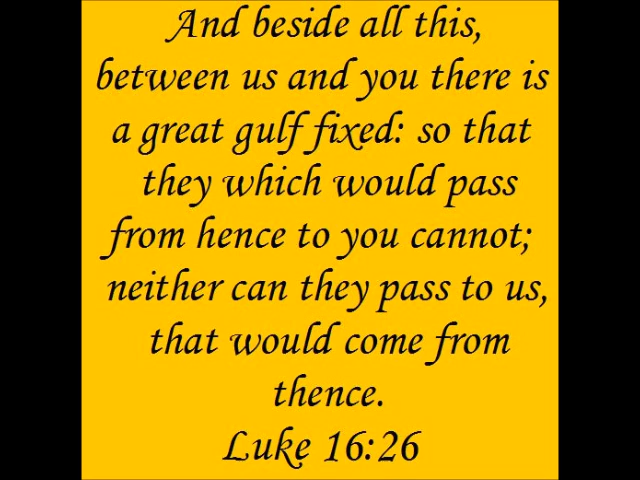 And beside all this,
between us and you there is
a great gulf fixed: so that
they which would pass
from hence to you cannot;
neither can they pass to us,
that would come from
thence.
Luke 16:26